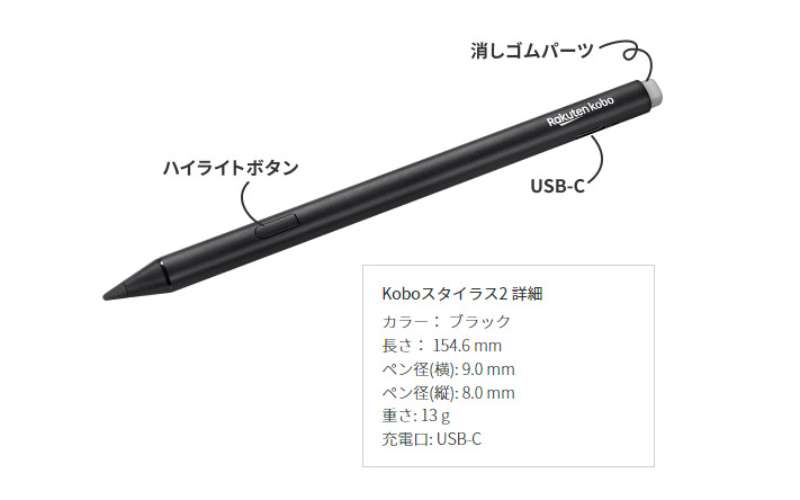 消しゴムパーツ
Rakuten kobo
ハイライトボタン
USB-C
Koboスタイラス2 詳細
カラー： ブラック
長さ： 154.6 mm
ペン径(横): 9.0 mm
ペン径(縦): 8.0 mm
重さ: 13 g
充電口: USB-C